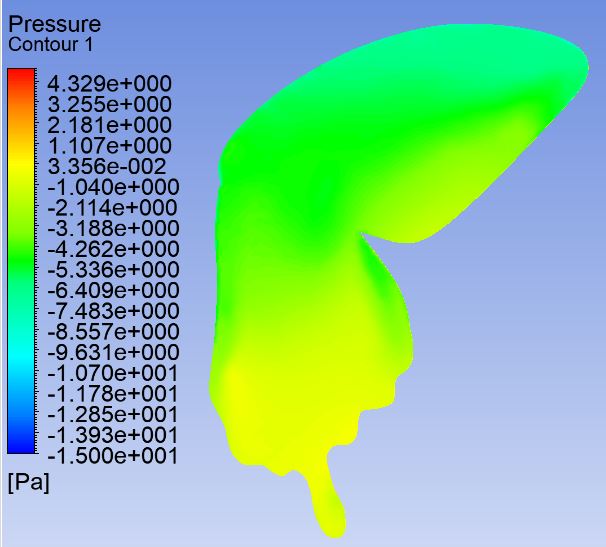 Pressure
Contour 1
4.329e+000
3.255e+000
2.181e+000
1.107e+000
3.356e-002
-1.040e+000
-2.114e+000
-3.188e+000
-4.262e+000
-5.336e+000
-6.409e+000
-7.483e+000
-8.557e+000
-9.631e+000
-1.070e+001
-1.178e+001
-1.285e+001
-1.393e+001
-1.500e+001
[Pa]